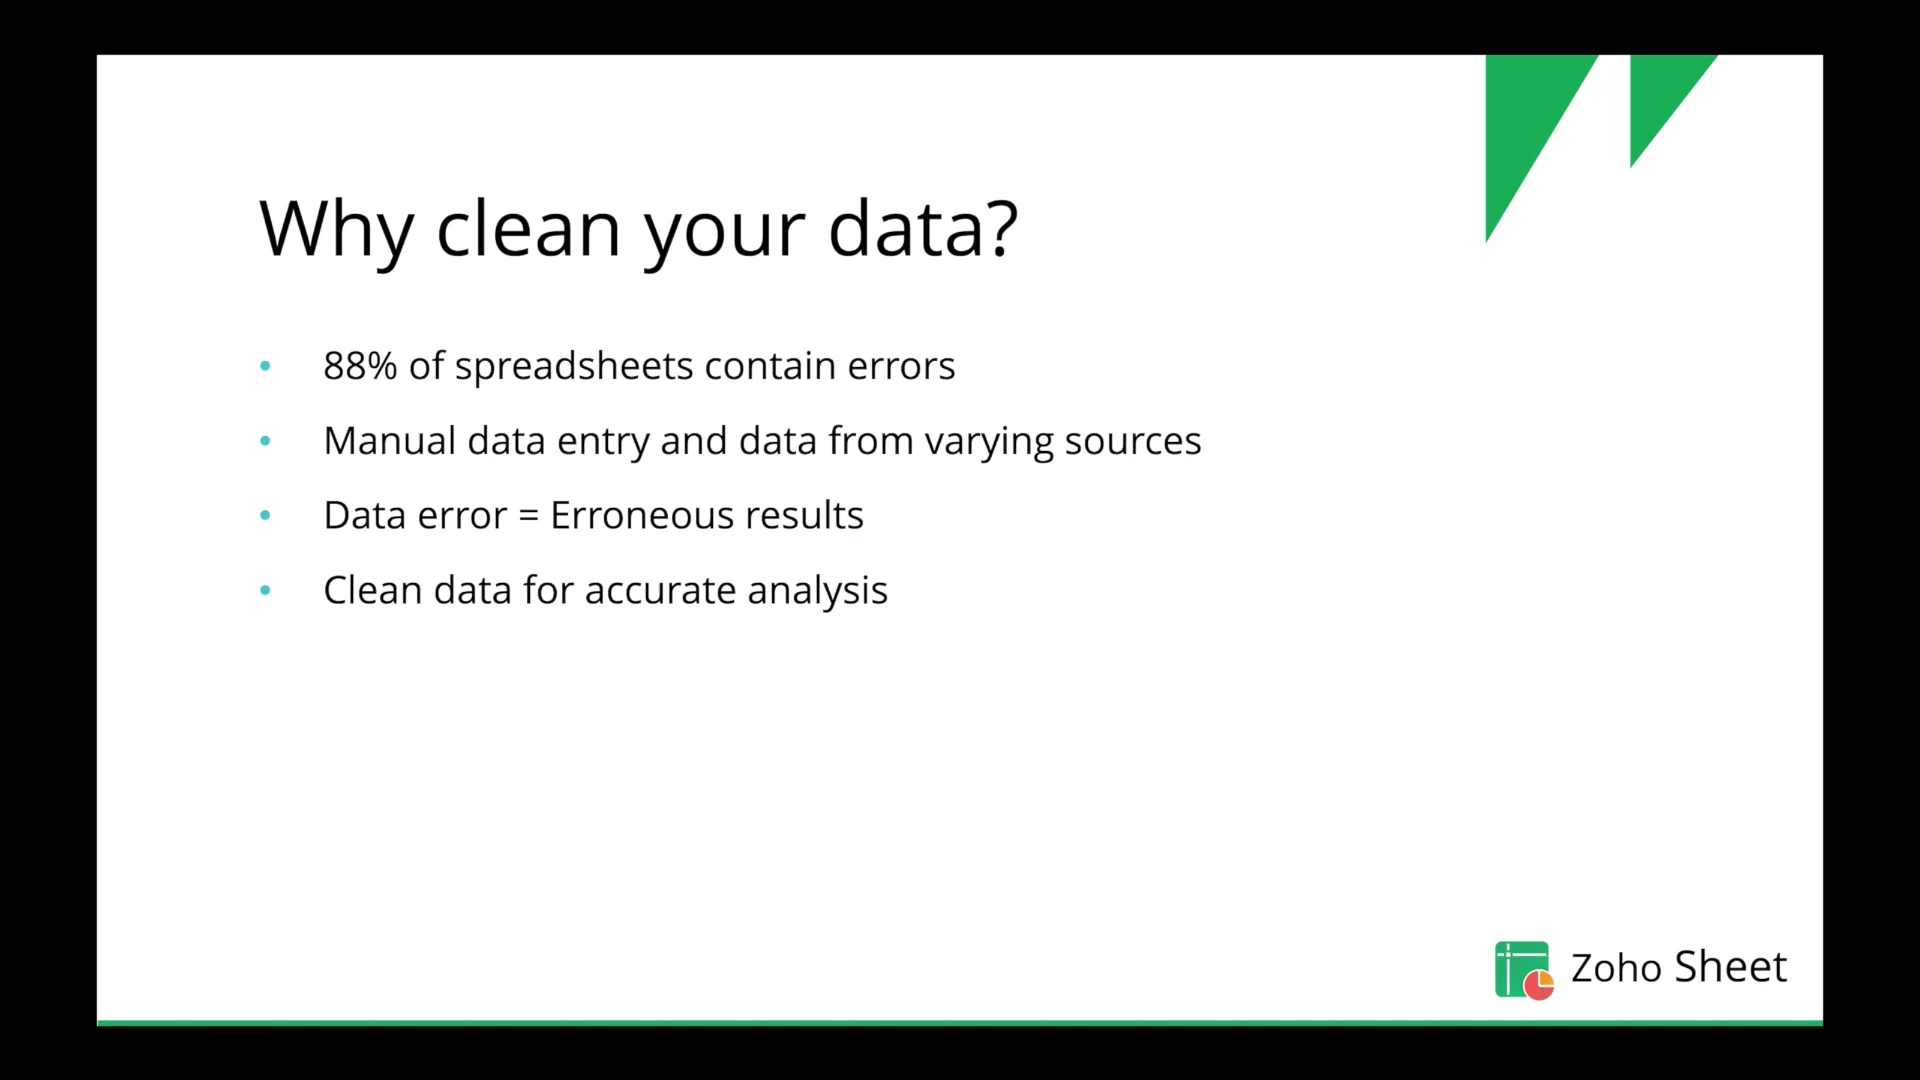 Why clean your data?
• 88% of spreadsheets contain errors
• Manual data entry and data from varying sources
• Data error = Erroneous results
• Clean data for accurate analysis
Zoho Sheet